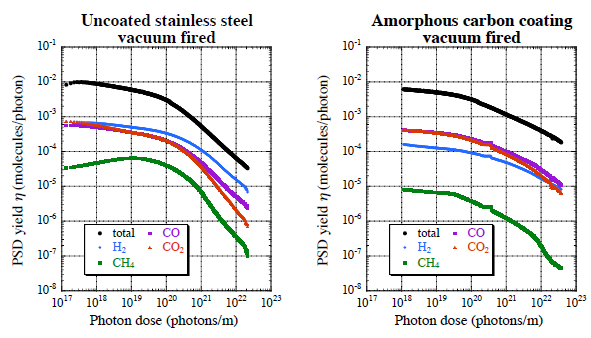 Uncoated stainless steel
vacuum fired
PSD yield η (molecules/photon)
10⁻¹
10⁻²
10⁻³
10⁻⁴
10⁻⁵
10⁻⁶
10⁻⁷
10⁻⁸
total
CO
H₂
CO₂
CH₄
10¹⁷ 10¹⁸ 10¹⁹ 10²⁰ 10²¹ 10²² 10²³
Photon dose (photons/m)
Amorphous carbon coating
vacuum fired
PSD yield η (molecules/photon)
10⁻¹
10⁻²
10⁻³
10⁻⁴
10⁻⁵
10⁻⁶
10⁻⁷
10⁻⁸
total
CO
H₂
CO₂
CH₄
10¹⁷ 10¹⁸ 10¹⁹ 10²⁰ 10²¹ 10²² 10²³
Photon dose (photons/m)